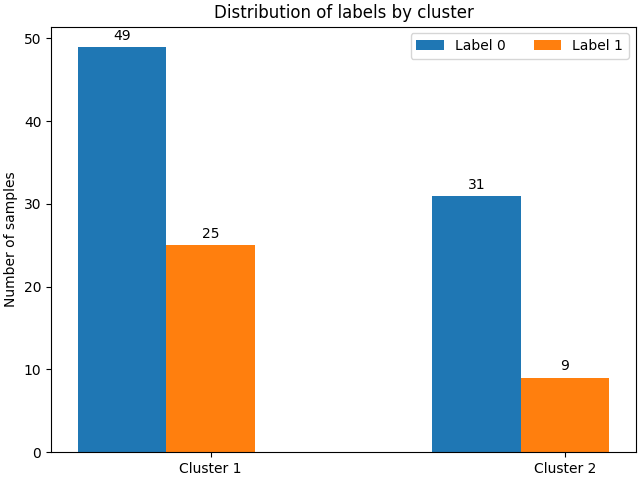 Distribution of labels by cluster
Label 0
Label 1
Number of samples
50
40
30
20
10
0
49
25
31
9
Cluster 1
Cluster 2